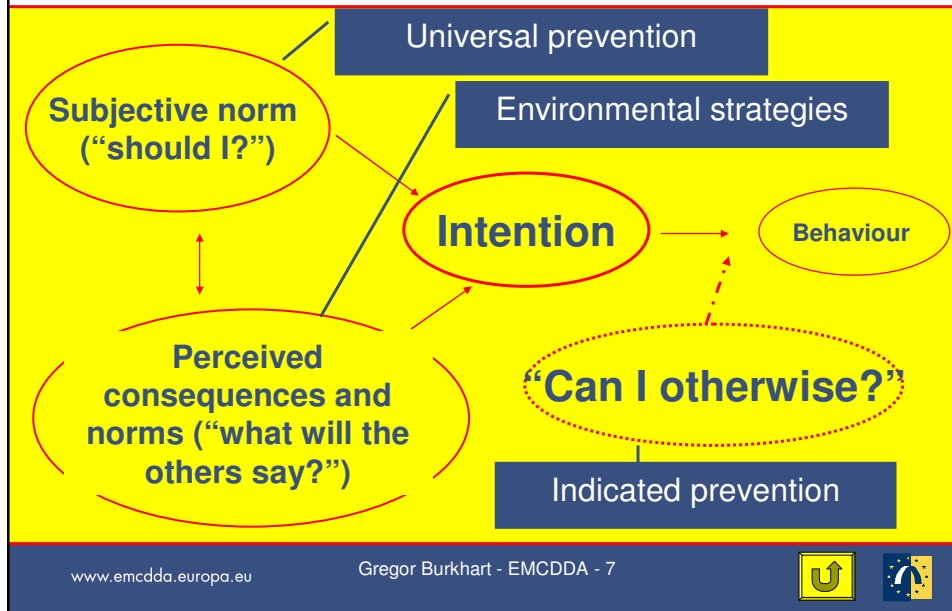 Universal prevention
Subjective norm
(“should I?”)
Environmental strategies
Intention
Behaviour
Perceived
consequences and
norms (“what will the
others say?”)
“Can I otherwise?”
Indicated prevention
www.emcdda.europa.eu
Gregor Burkhart - EMCDDA - 7